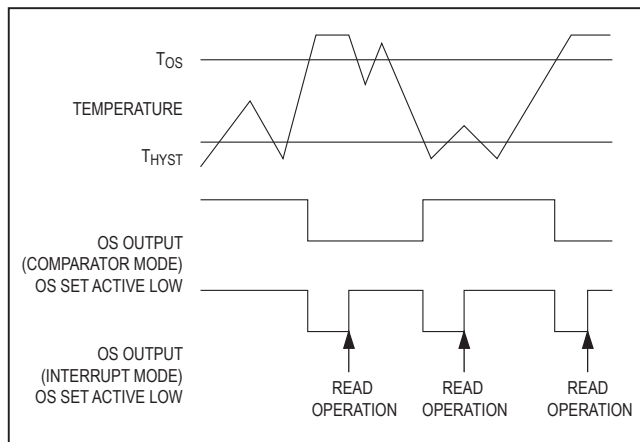 TOS
TEMPERATURE
THYST
OS OUTPUT
(COMPARATOR MODE)
OS SET ACTIVE LOW
OS OUTPUT
(INTERRUPT MODE)
OS SET ACTIVE LOW
READ
OPERATION
READ
OPERATION
READ
OPERATION